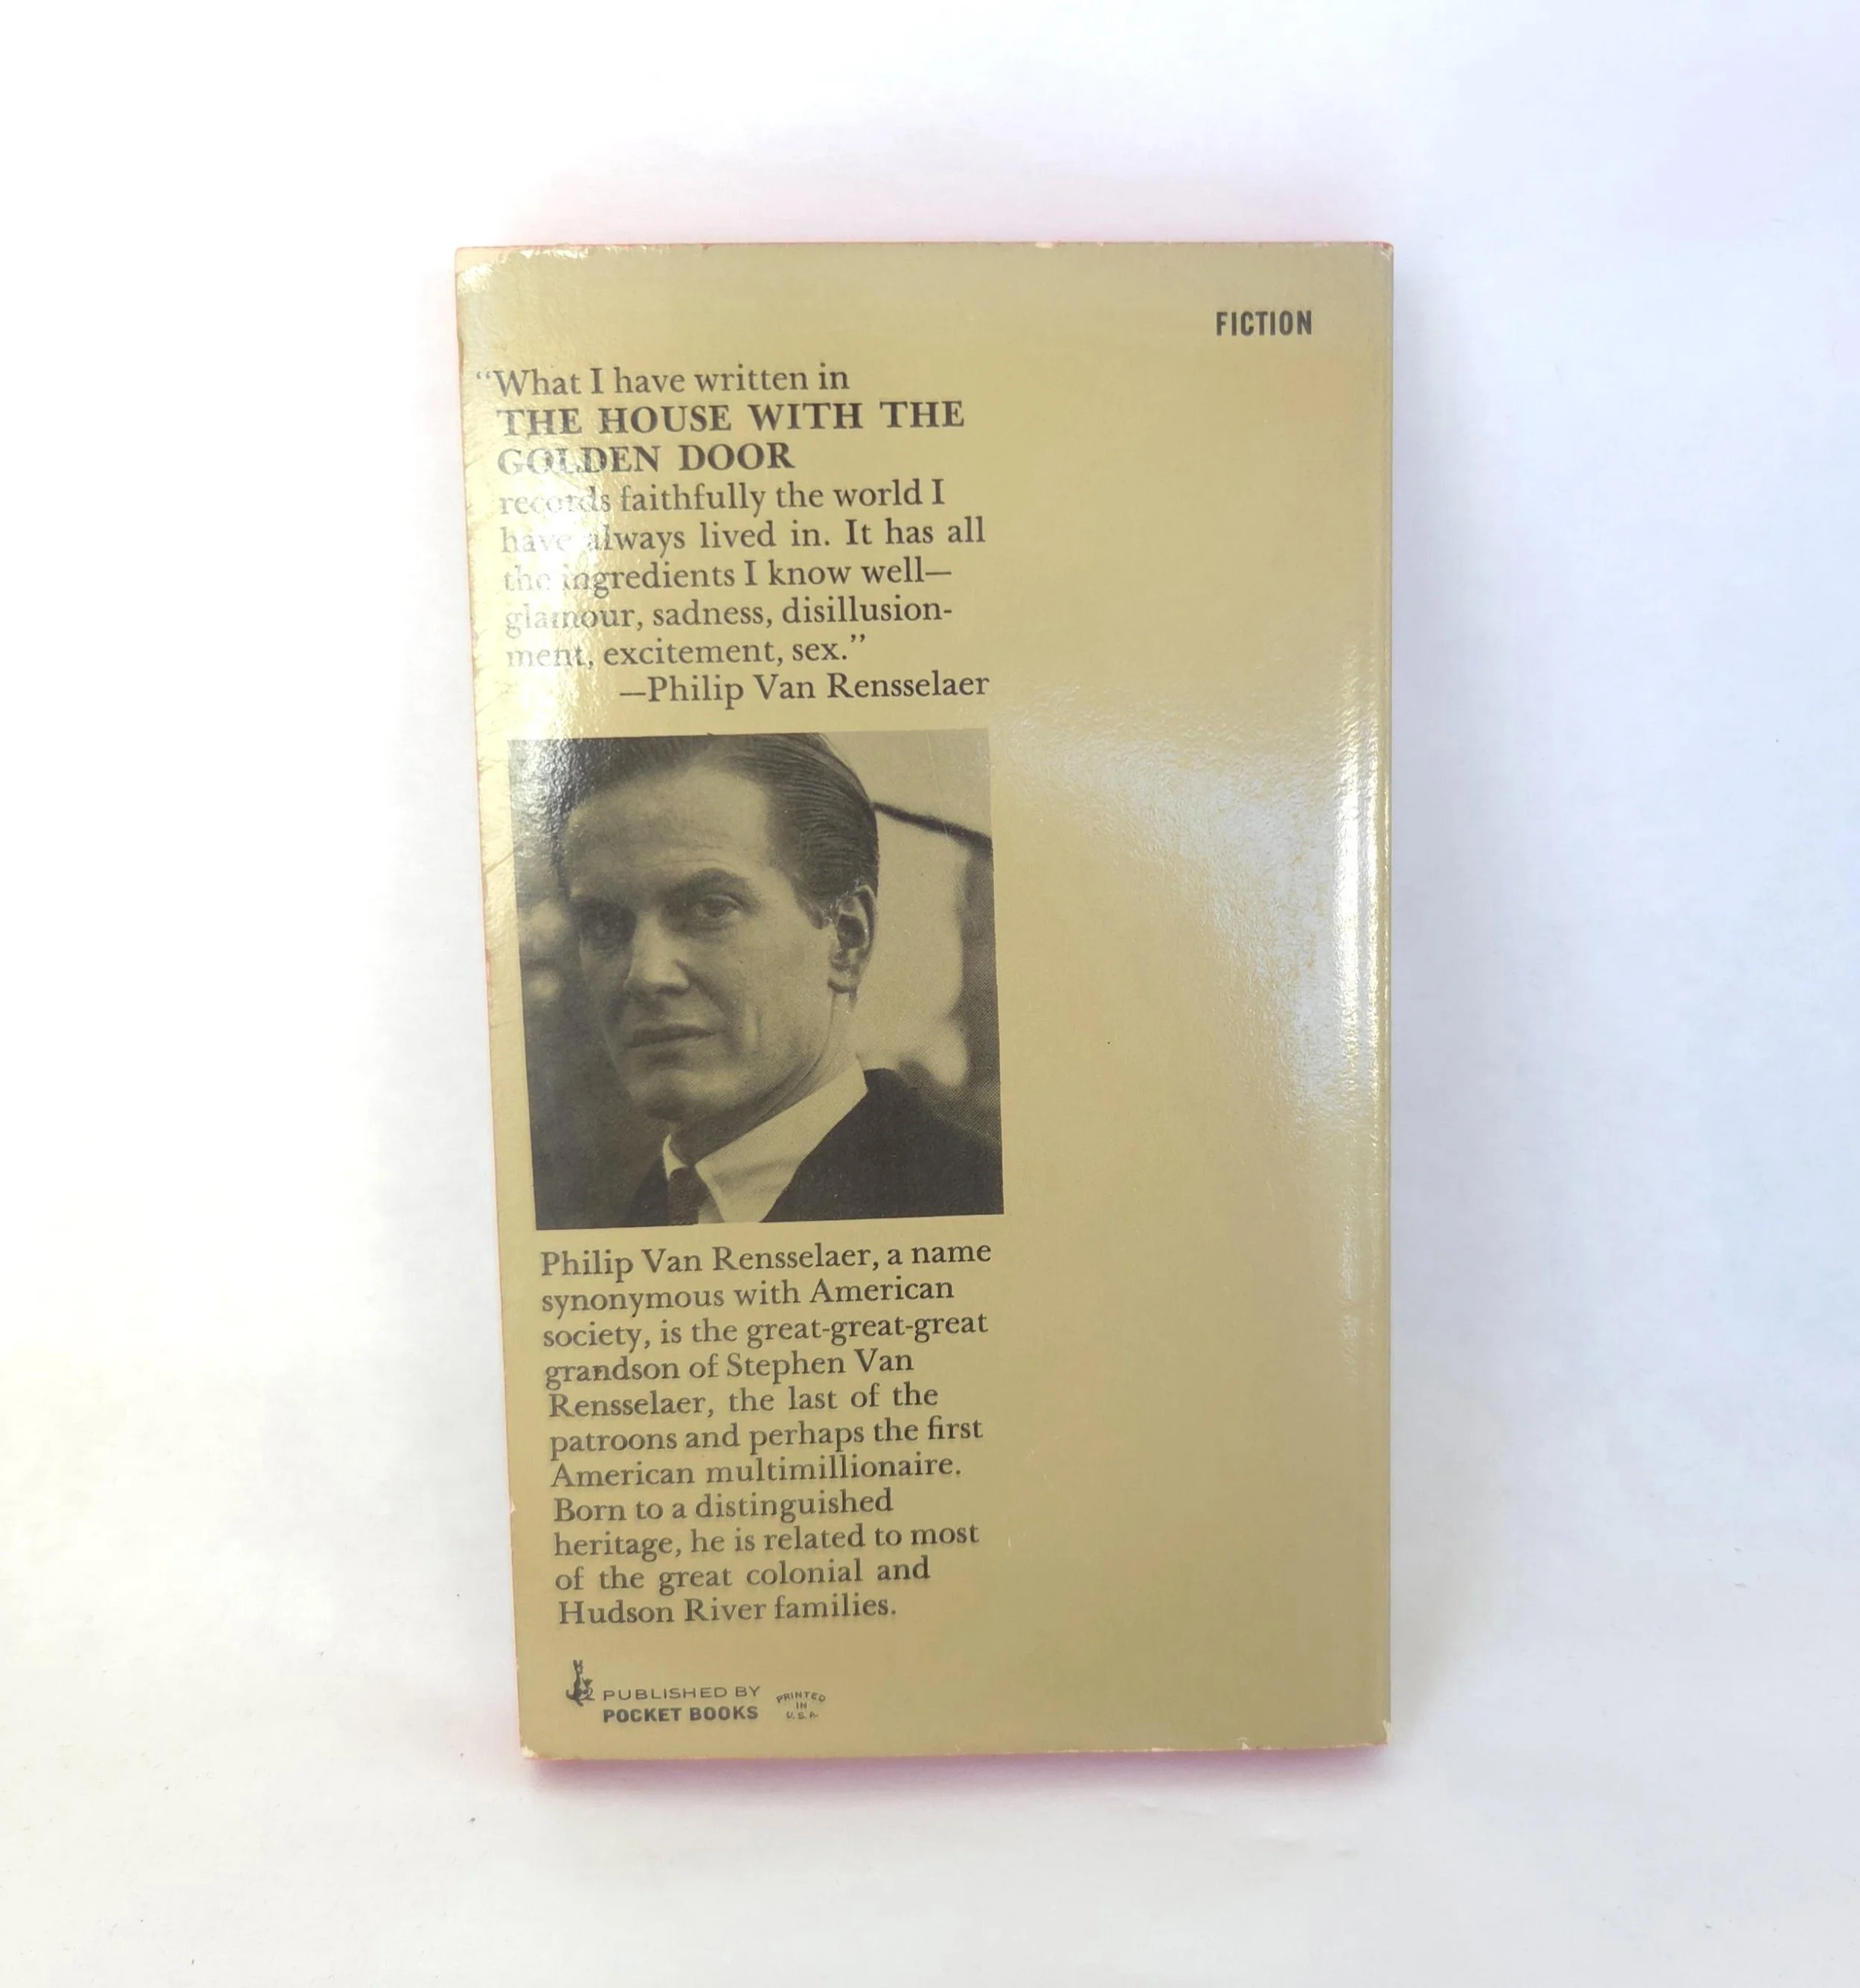 FICTION
“What I have written in
THE HOUSE WITH THE
GOLDEN DOOR
records faithfully the world I
have always lived in. It has all
the ingredients I know well—
glamour, sadness, disillusion-
ment, excitement, sex.”
—Philip Van Rensselaer
Philip Van Rensselaer, a name
synonymous with American
society, is the great-great-great
grandson of Stephen Van
Rensselaer, the last of the
patroons and perhaps the first
American multimillionaire.
Born to a distinguished
heritage, he is related to most
of the great colonial and
Hudson River families.
PUBLISHED BY
POCKET BOOKS
PRINTED
IN
U.S.A.